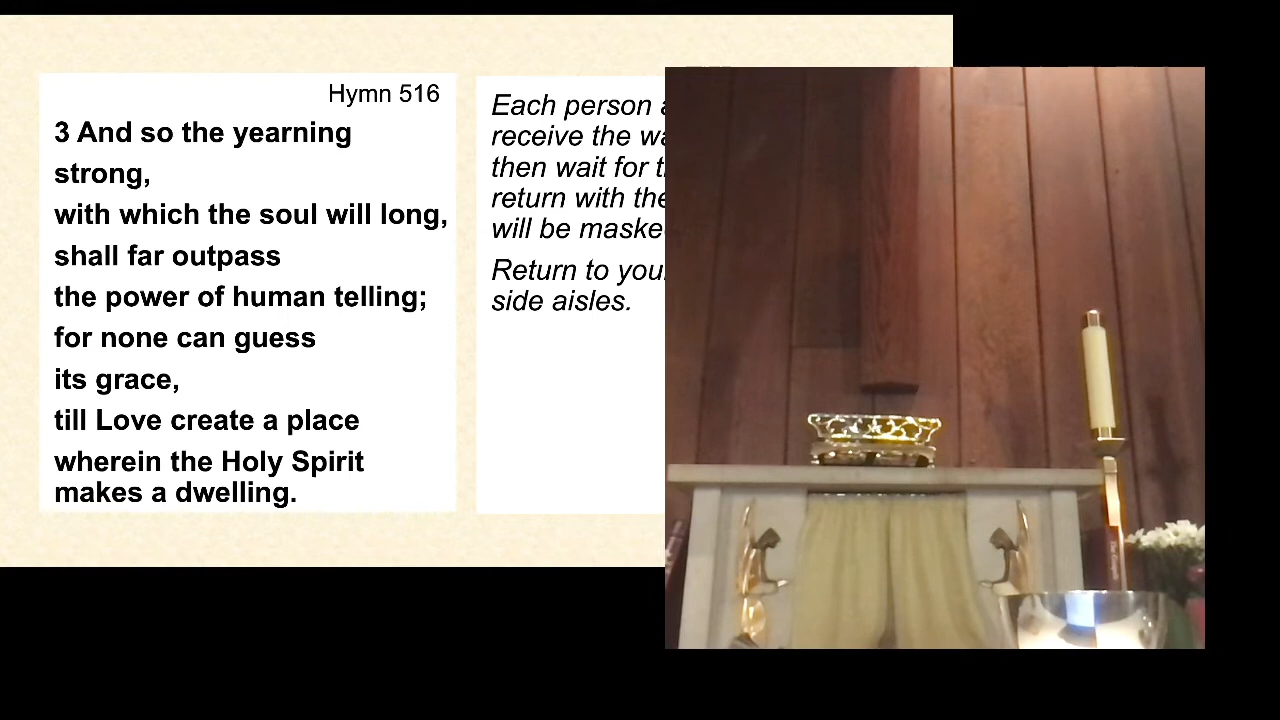 Hymn 516
3 And so the yearning
strong,
with which the soul will long,
shall far outpass
the power of human telling;
for none can guess
its grace,
till Love create a place
wherein the Holy Spirit
makes a dwelling.
Each person
receive the
then wait for
return with the
will be
Return to
side aisles.